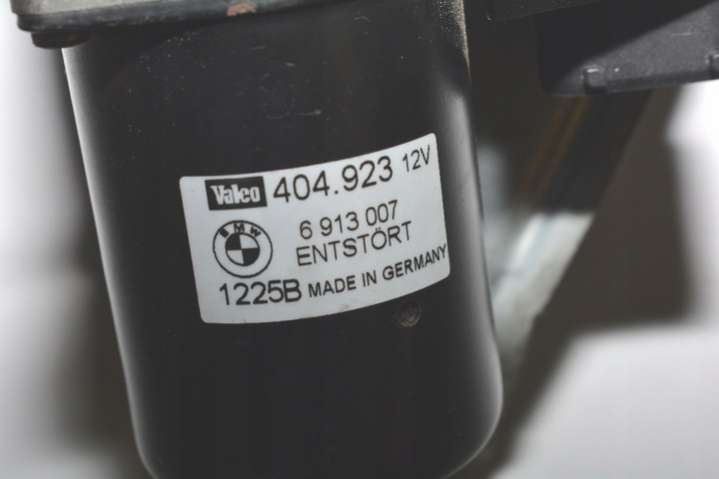 Valeo 404.923 12V
BMW 6 913 007
ENTSTÖRT
1225B MADE IN GERMANY